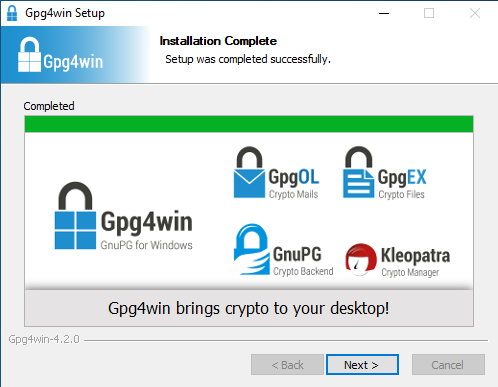 Gpg4win Setup
Installation Complete
Setup was completed successfully.
Gpg4win
Completed
GpgOL
Crypto Mails
GpgEX
Crypto Files
Gpg4win
GnuPG for Windows
GnuPG
Crypto Backend
Kleopatra
Crypto Manager
Gpg4win brings crypto to your desktop!
Gpg4win-4.2.0
< Back
Next >
Cancel